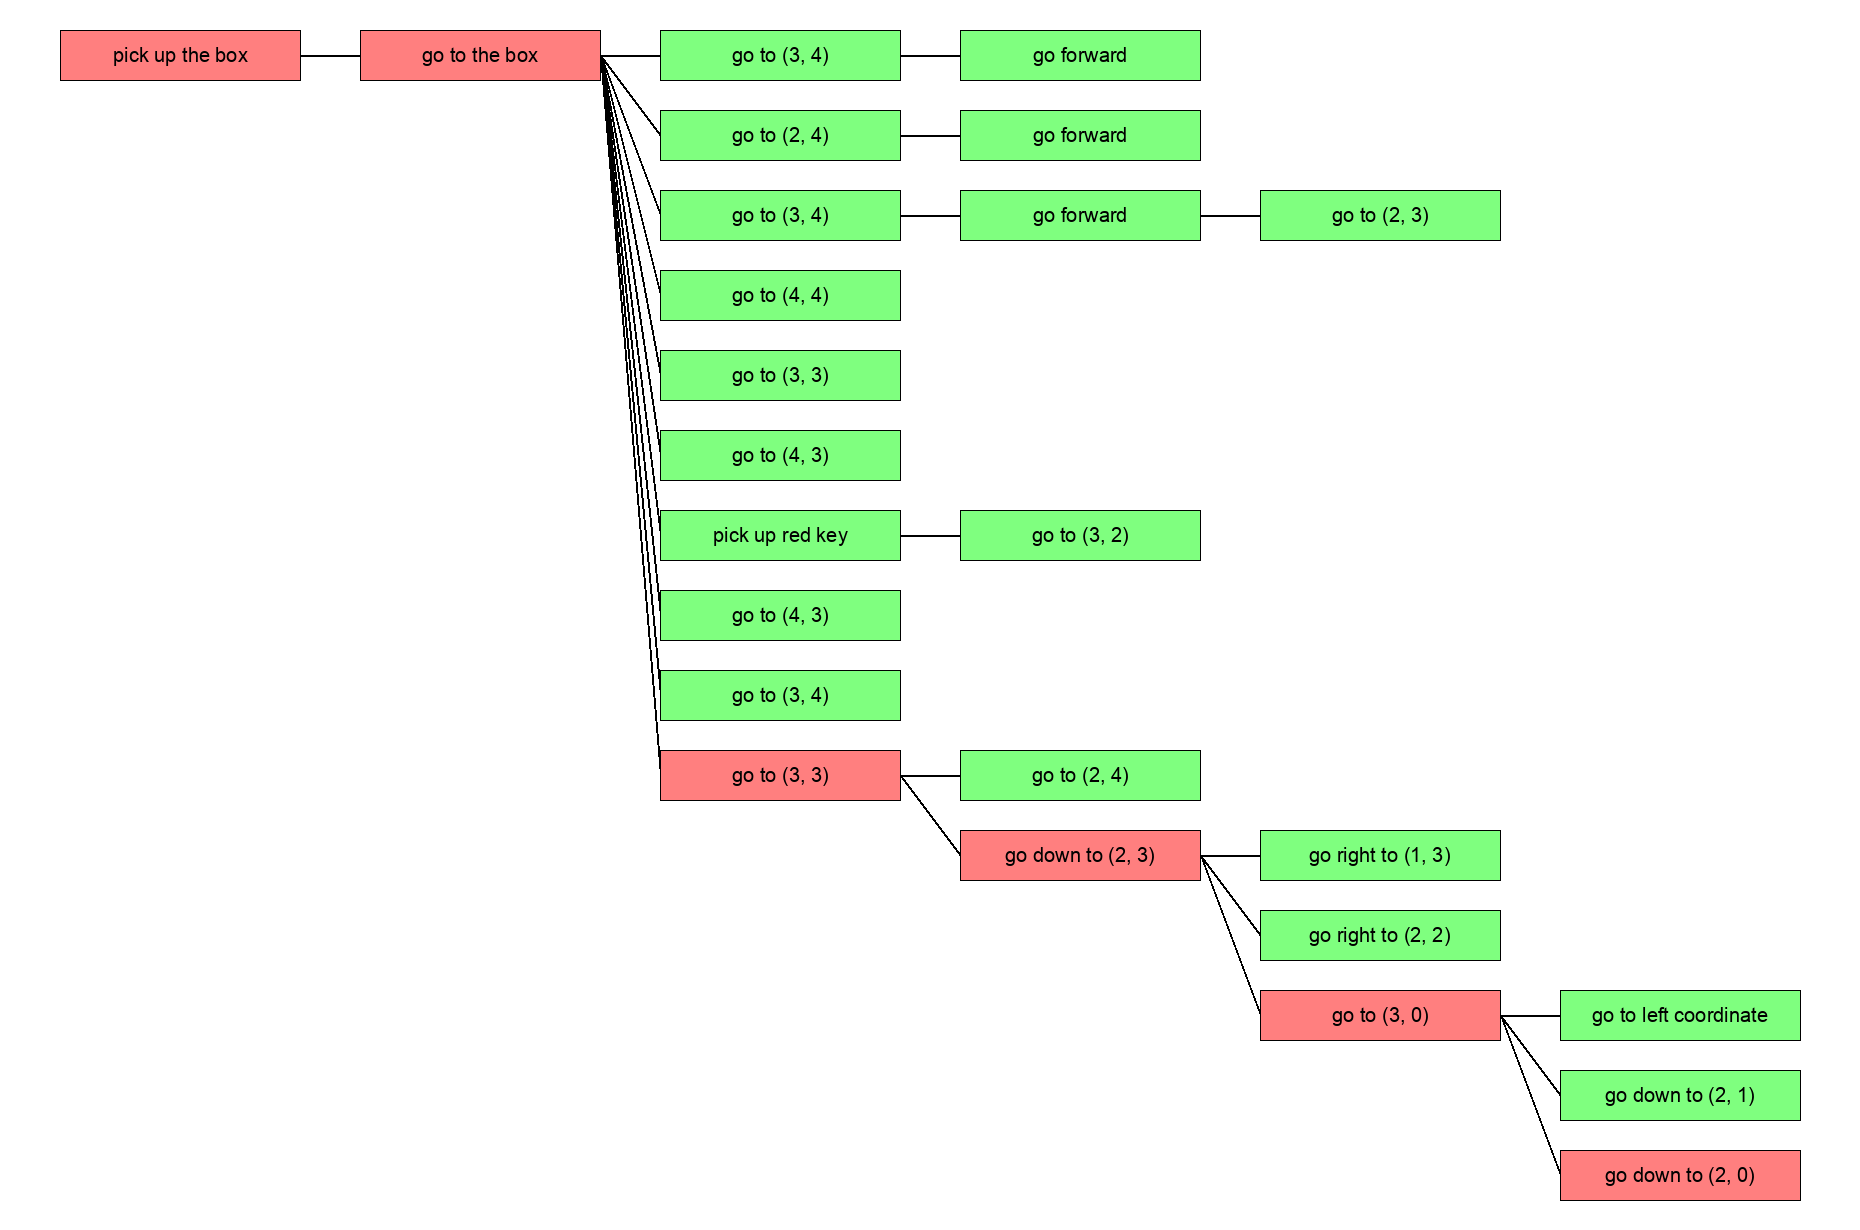 pick up the box
go to the box
go to (3, 4)
go forward
go to (2, 4)
go forward
go to (3, 4)
go forward
go to (2, 3)
go to (4, 4)
go to (3, 3)
go to (4, 3)
pick up red key
go to (3, 2)
go to (4, 3)
go to (3, 4)
go to (3, 3)
go to (2, 4)
go down to (2, 3)
go right to (1, 3)
go right to (2, 2)
go to (3, 0)
go to left coordinate
go down to (2, 1)
go down to (2, 0)